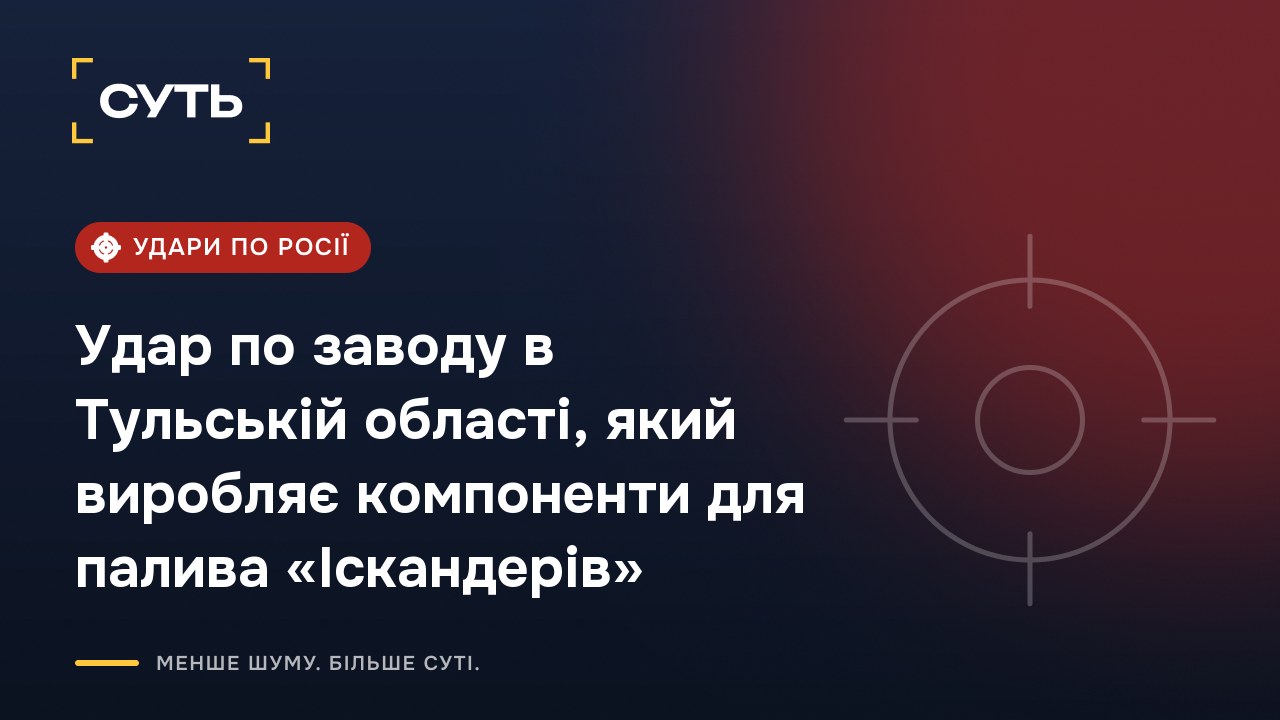 СУТЬ
УДАРИ ПО РОСІЇ
Удар по заводу в
Тульській області, який
виробляє компоненти для
палива «Іскандерів»
МЕНШЕ ШУМУ. БІЛЬШЕ СУТІ.